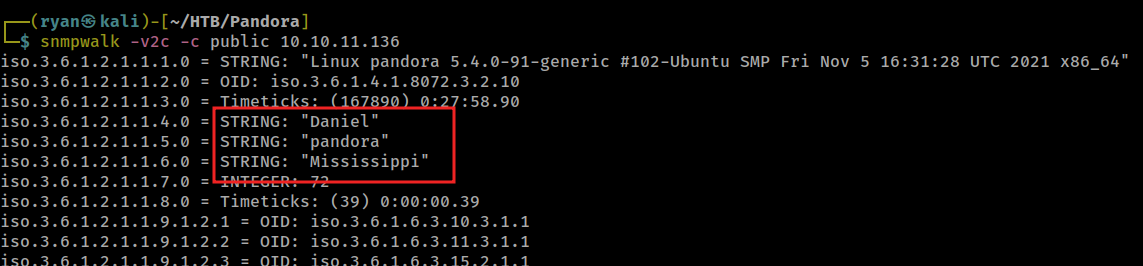 ┌──(ryan㉿kali)-[~/HTB/Pandora]
└─$ snmpwalk -v2c -c public 10.10.11.136
iso.3.6.1.2.1.1.1.0 = STRING: "Linux pandora 5.4.0-91-generic #102-Ubuntu SMP Fri Nov 5 16:31:28 UTC 2021 x86_64"
iso.3.6.1.2.1.1.2.0 = OID: iso.3.6.1.4.1.8072.3.2.10
iso.3.6.1.2.1.1.3.0 = Timeticks: (167890) 0:27:58.90
iso.3.6.1.2.1.1.4.0 = STRING: "Daniel"
iso.3.6.1.2.1.1.5.0 = STRING: "pandora"
iso.3.6.1.2.1.1.6.0 = STRING: "Mississippi"
iso.3.6.1.2.1.1.7.0 = INTEGER: 72
iso.3.6.1.2.1.1.8.0 = Timeticks: (39) 0:00:00.39
iso.3.6.1.2.1.1.9.1.2.1 = OID: iso.3.6.1.6.3.10.3.1.1
iso.3.6.1.2.1.1.9.1.2.2 = OID: iso.3.6.1.6.3.11.3.1.1
iso.3.6.1.2.1.1.9.1.2.3 = OID: iso.3.6.1.6.3.15.2.1.1